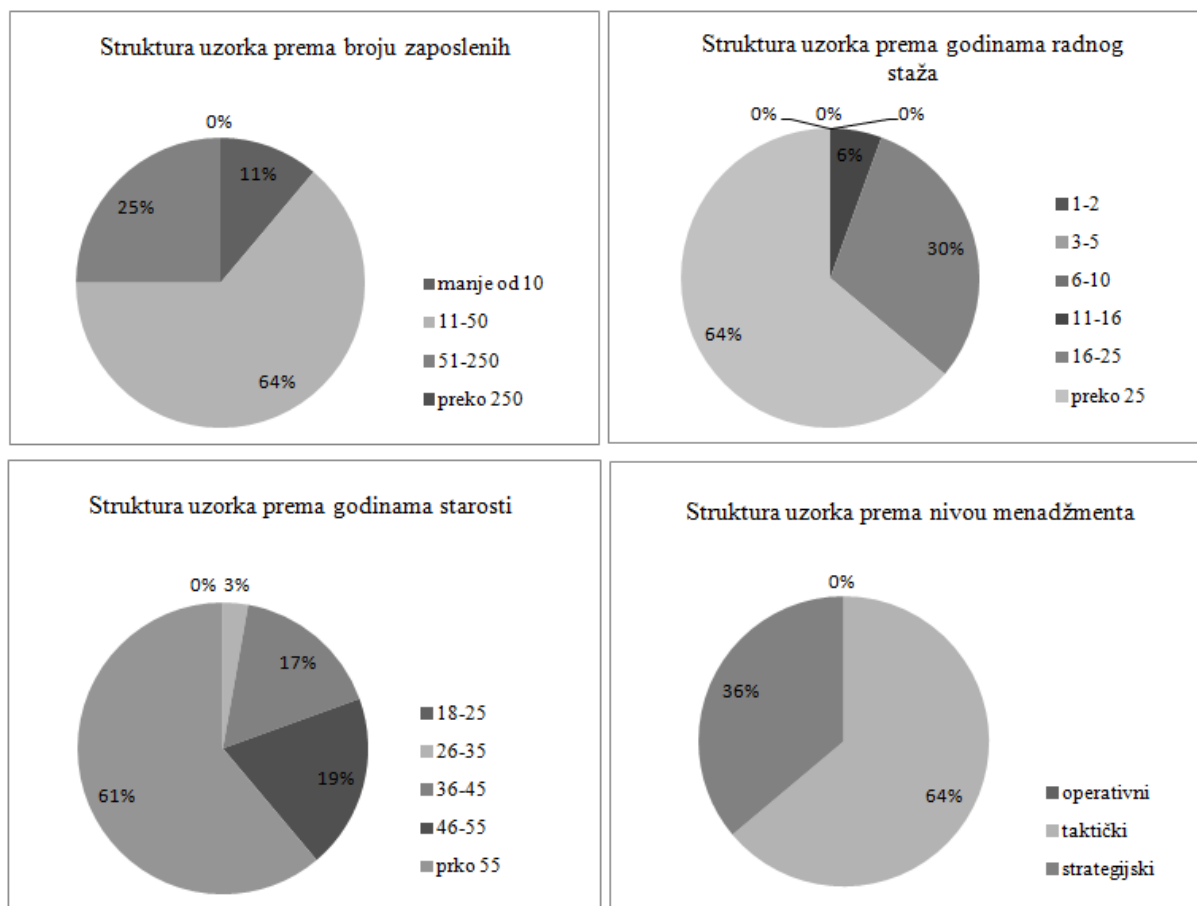 Struktura uzorka prema broju zaposlenih
0%
11%
25%
64%
manje od 10
11-50
51-250
preko 250
Struktura uzorka prema godinama radnog
staža
0%
0%
0%
6%
30%
64%
1-2
3-5
6-10
11-16
16-25
preko 25
Struktura uzorka prema godinama starosti
0%
3%
17%
19%
61%
18-25
26-35
36-45
46-55
prko 55
Struktura uzorka prema nivou menadžmenta
0%
36%
64%
operativni
taktički
strategijski